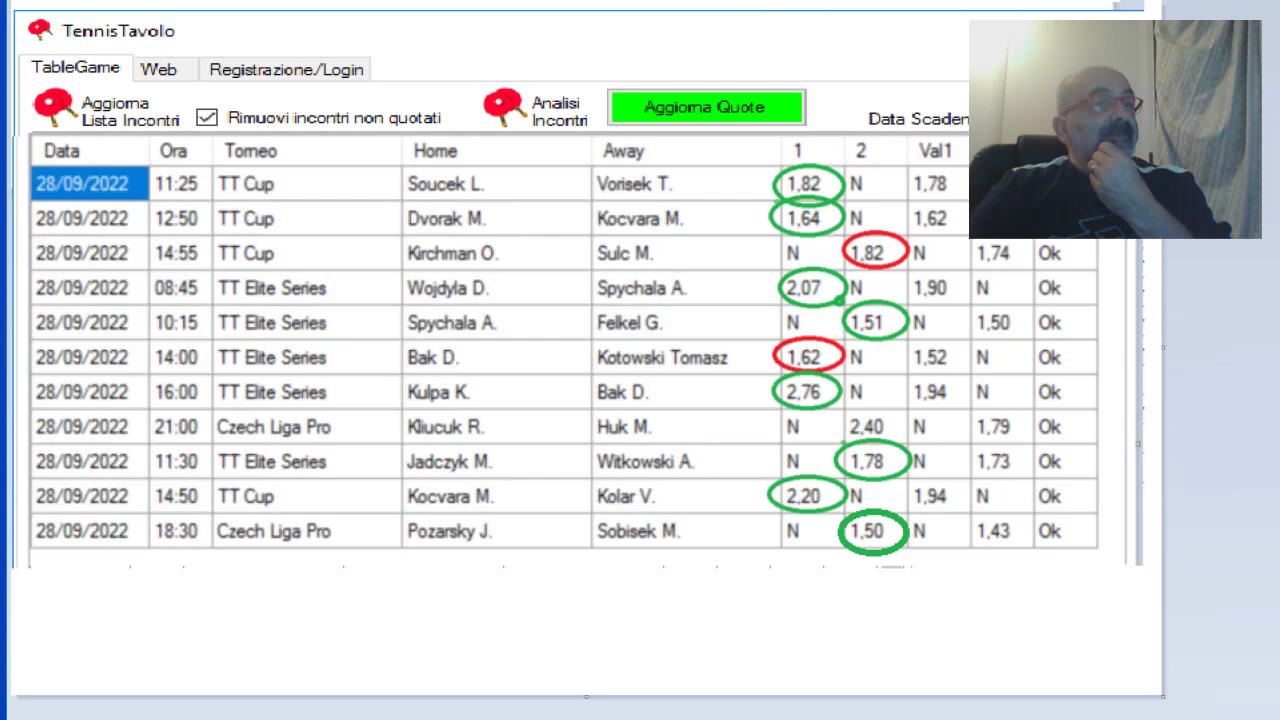 TennisTavolo
TableGame Web Registrazione/Login
Aggiorna Lista Incontri Rimuovi incontri non quotati Analisi Incontri Aggiorna Quote Data Scaden
Data Ora Torneo Home Away 1 2 Val1
28/09/2022 11:25 TT Cup Soucek L. Vorisek T. 1,82 N 1,78
28/09/2022 12:50 TT Cup Dvorak M. Kocvara M. 1,64 N 1,62
28/09/2022 14:55 TT Cup Kirchman O. Sulc M. N 1,82 N 1,74 Ok
28/09/2022 08:45 TT Elite Series Wojdyla D. Spychala A. 2,07 N 1,90 N Ok
28/09/2022 10:15 TT Elite Series Spychala A. Felkel G. N 1,51 N 1,50 Ok
28/09/2022 14:00 TT Elite Series Bak D. Kotowski Tomasz 1,62 N 1,52 N Ok
28/09/2022 16:00 TT Elite Series Kulpa K. Bak D. 2,76 N 1,94 N Ok
28/09/2022 21:00 Czech Liga Pro Kliucuk R. Huk M. N 2,40 N 1,79 Ok
28/09/2022 11:30 TT Elite Series Jadczyk M. Witkowski A. N 1,78 N 1,73 Ok
28/09/2022 14:50 TT Cup Kocvara M. Kolar V. 2,20 N 1,94 N Ok
28/09/2022 18:30 Czech Liga Pro Pozarsky J. Sobisek M. N 1,50 N 1,43 Ok